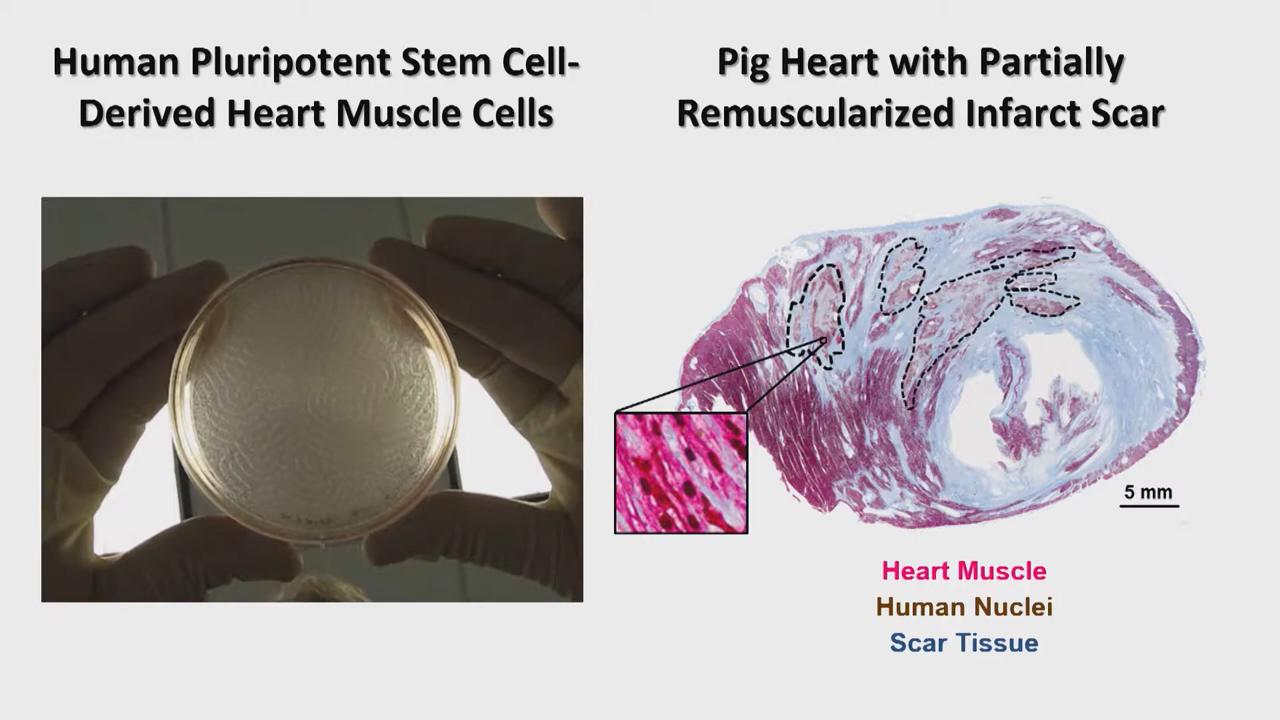 Human Pluripotent Stem Cell-
Derived Heart Muscle Cells
Pig Heart with Partially
Remuscularized Infarct Scar
5 mm
Heart Muscle
Human Nuclei
Scar Tissue